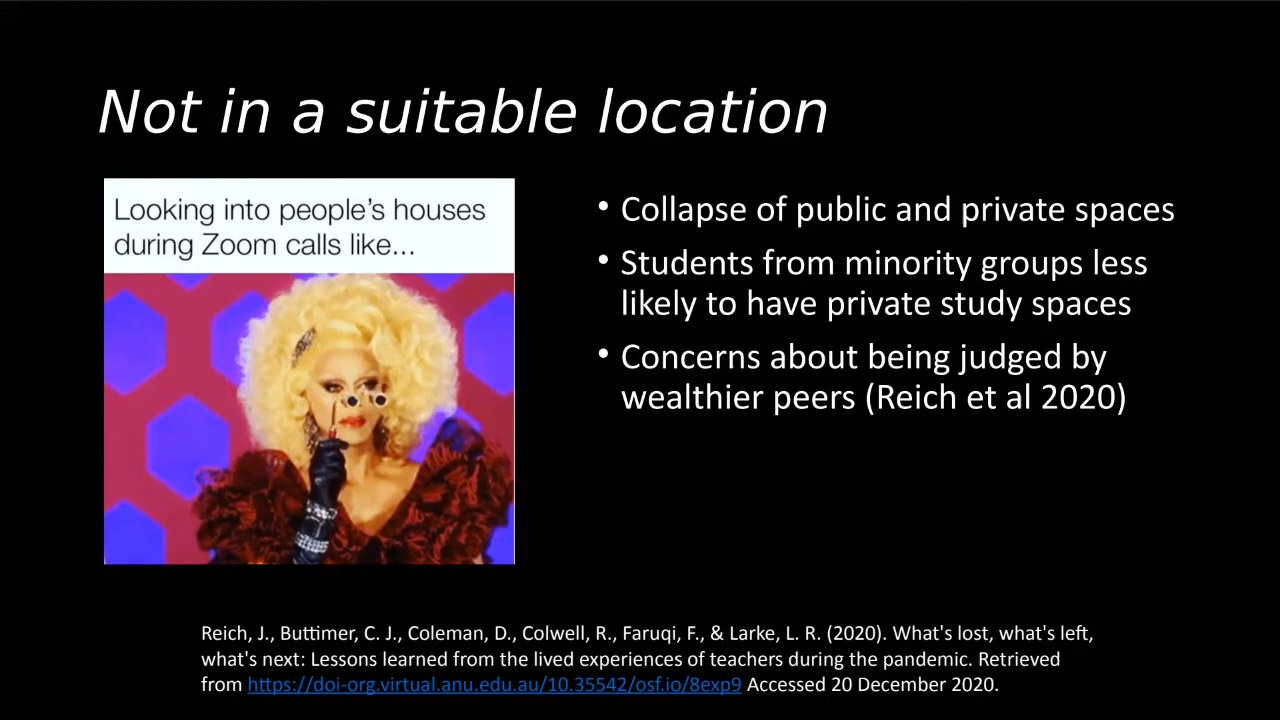 Not in a suitable location
Looking into people's houses
during Zoom calls like...
• Collapse of public and private spaces
• Students from minority groups less
likely to have private study spaces
• Concerns about being judged by
wealthier peers (Reich et al 2020)
Reich, J., Buttimer, C. J., Coleman, D., Colwell, R., Faruqi, F., & Larke, L. R. (2020). What's lost, what's left,
what's next: Lessons learned from the lived experiences of teachers during the pandemic. Retrieved
from https://doi-org.virtual.anu.edu.au/10.35542/osf.io/8exp9 Accessed 20 December 2020.